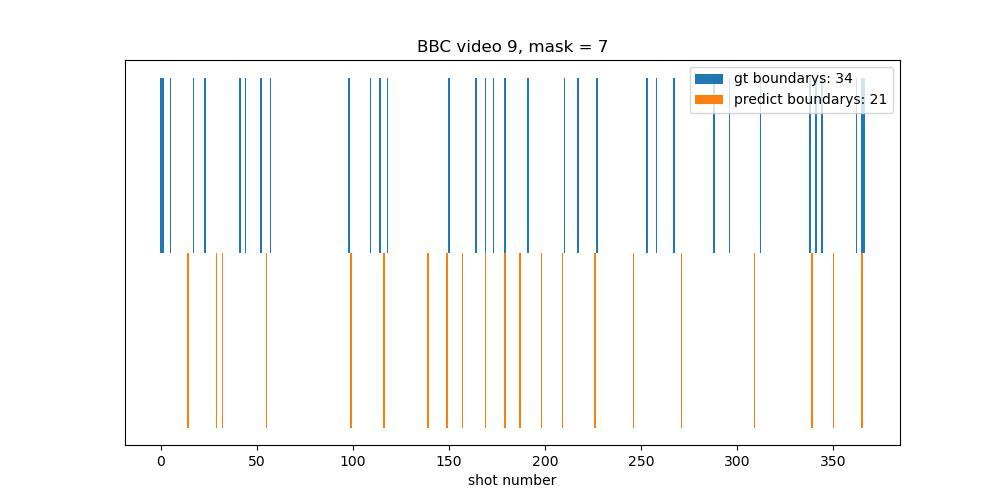 BBC video 9, mask = 7
gt boundarys: 34
predict boundarys: 21
0 50 100 150 200 250 300 350
shot number